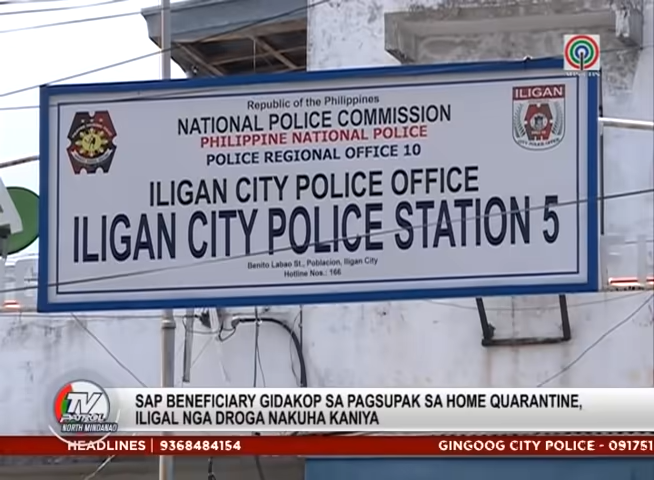 Republic of the Philippines
NATIONAL POLICE COMMISSION
PHILIPPINE NATIONAL POLICE
POLICE REGIONAL OFFICE 10
ILIGAN CITY POLICE OFFICE
ILIGAN CITY POLICE STATION 5
Benito Labao St., Poblacion, Iligan City
Hotline Nos.: 166
ILIGAN
TV
PATROL
NORTH MINDANAO
SAP BENEFICIARY GIDAKOP SA PAGSUPAK SA HOME QUARANTINE,
ILIGAL NGA DROGA NAKUHA KANIYA
HEADLINES | 9368484154
GINGOOG CITY POLICE - 091751